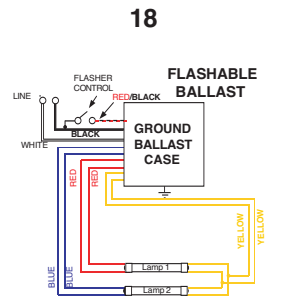 18
FLASHABLE
BALLAST
FLASHER
CONTROL
LINE
RED/BLACK
BLACK
WHITE
GROUND
BALLAST
CASE
RED
RED
YELLOW
YELLOW
BLUE
BLUE
Lamp 1
Lamp 2